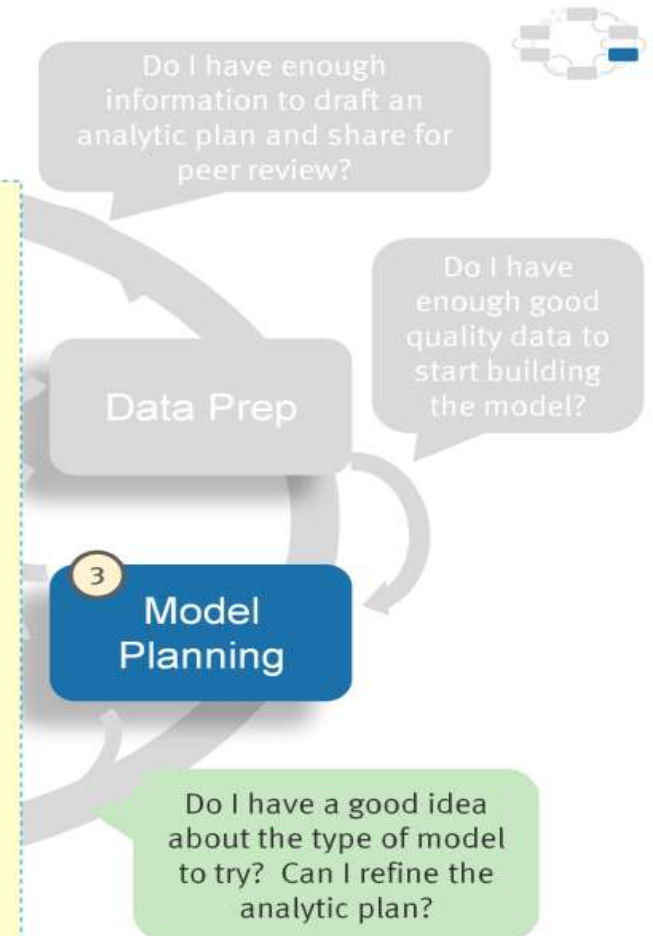 Do I have enough
information to draft an
analytic plan and share for
peer review?
Do I have
enough good
quality data to
start building
the model?
Data Prep
3
Model
Planning
Do I have a good idea
about the type of model
to try? Can I refine the
analytic plan?